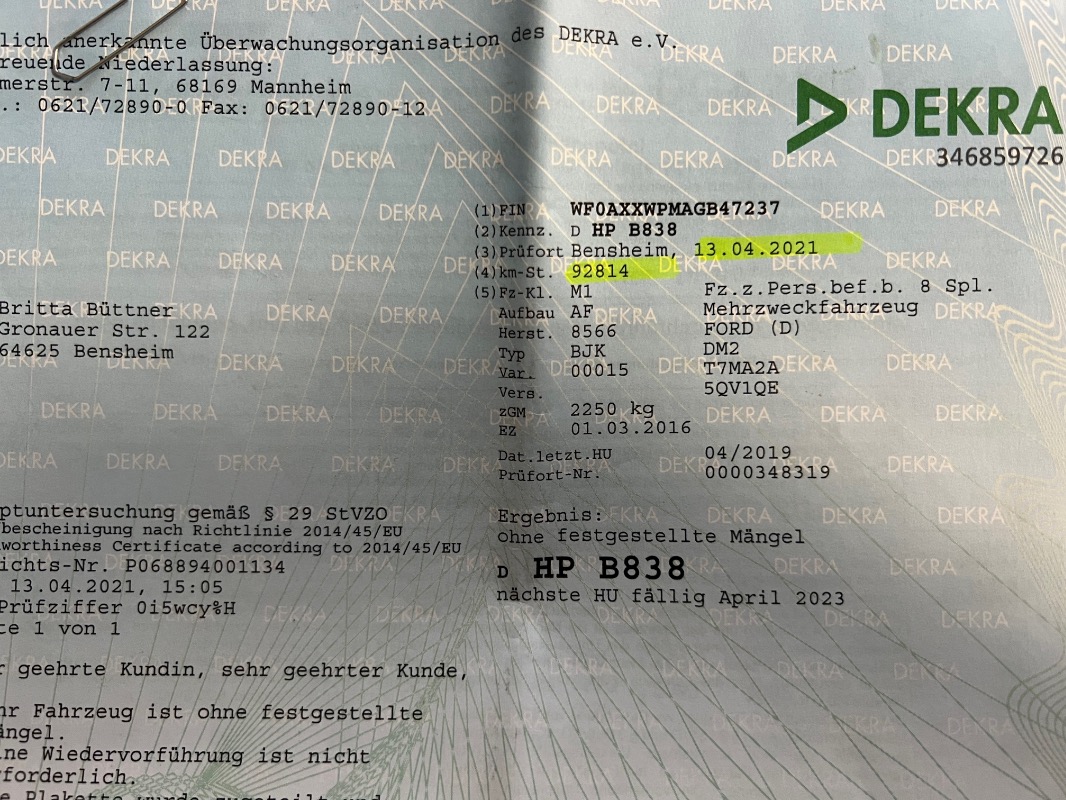 lich anerkannte Überwachungsorganisation des DEKRA e.V.
reuende Niederlassung:
merstr. 7-11, 68169 Mannheim
.: 0621/72890-0 Fax: 0621/72890-12
DEKRA
346859726
(1) FIN WF0AXXWPMAGB47237
(2) Kennz. D HP B838
(3) Prüfort Bensheim, 13.04.2021
(4) km-St. 92814
(5) Fz-Kl. M1 Fz.z.Pers.bef.b. 8 Spl.
Aufbau AF Mehrzweckfahrzeug
Herst. 8566 FORD (D)
Typ BJK DM2
Var. 00015 T7MA2A
Vers. 5QV1QE
zGM 2250 kg
EZ 01.03.2016
Dat.letzt.HU 04/2019
Prüfort-Nr. 0000348319
Britta Büttner
Gronauer Str. 122
64625 Bensheim
ptuntersuchung gemäß § 29 StVZO
bescheinigung nach Richtlinie 2014/45/EU
worthiness Certificate according to 2014/45/EU
ichts-Nr. P068894001134
13.04.2021, 15:05
Prüfziffer 0i5wcy%H
te 1 von 1
Ergebnis:
ohne festgestellte Mängel
D HP B838
nächste HU fällig April 2023
r geehrte Kundin, sehr geehrter Kunde,
hr Fahrzeug ist ohne festgestellte
ängel.
ine Wiedervorführung ist nicht
rforderlich.
e Plakette wurde zugeteilt und